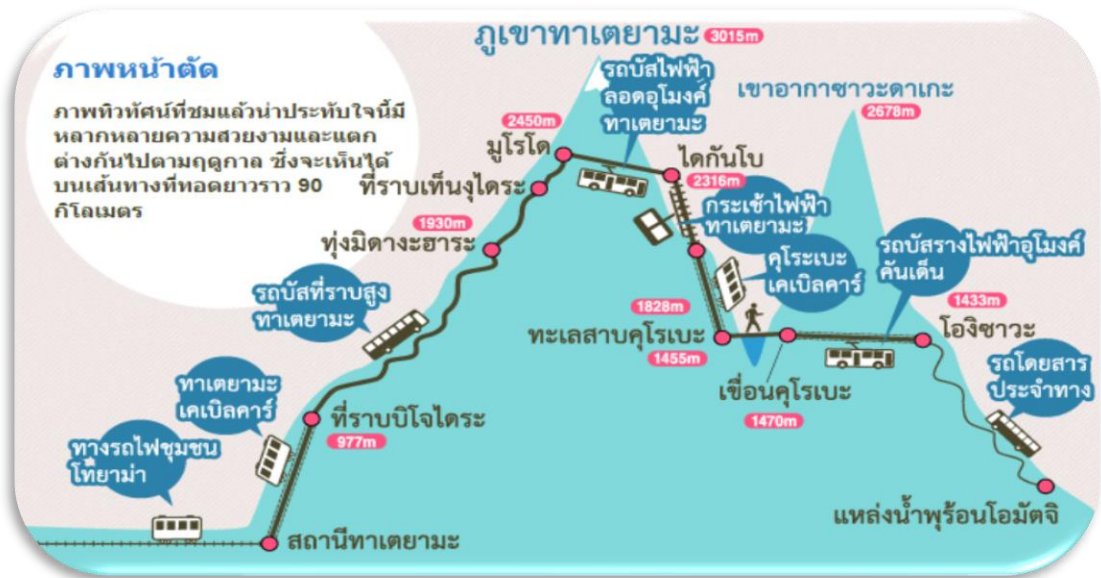 ภูเขาทาเตยามะ 3015m
ภาพหน้าตัด
ภาพทิวทัศน์ที่ชมแล้วน่าประทับใจนี้มี
หลากหลายความสวยงามและแตก
ต่างกันไปตามฤดูกาล ซึ่งจะเห็นได้
บนเส้นทางที่ทอดยาวราว 90
กิโลเมตร
รถบัสไฟฟ้า
ลอดอุโมงค์
ทาเตยามะ
เขาอากาซาวะดาเกะ
2678m
2450m
มูโรโด
ไดกันโบ
2316m
ที่ราบเท็นงุไดระ
กระเช้าไฟฟ้า
ทาเตยามะ
1930m
ทุ่งมิดางะฮาระ
คุโระเบะ
เคเบิลคาร์
รถบัสรางไฟฟ้าอุโมงค์
คันเด็น
รถบัสที่ราบสูง
ทาเตยามะ
1828m
ทะเลสาบคุโรเบะ
1455m
1433m
โองิซาวะ
เขื่อนคุโรเบะ
1470m
รถโดยสาร
ประจำทาง
ทาเตยามะ
เคเบิลคาร์
ที่ราบบิโจไดระ
977m
ทางรถไฟชุมชน
โทยาม่า
แหล่งน้ำพุร้อนโอมัตจิ
สถานีทาเตยามะ